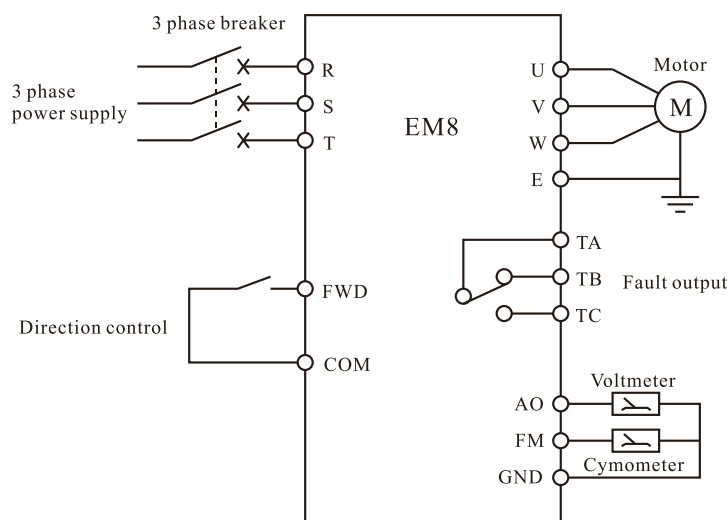 3 phase breaker
R
U
Motor
3 phase
power supply
S
V
M
EM8
T
W
E
TA
TB
Fault output
TC
FWD
Direction control
COM
Voltmeter
AO
FM
Cymometer
GND